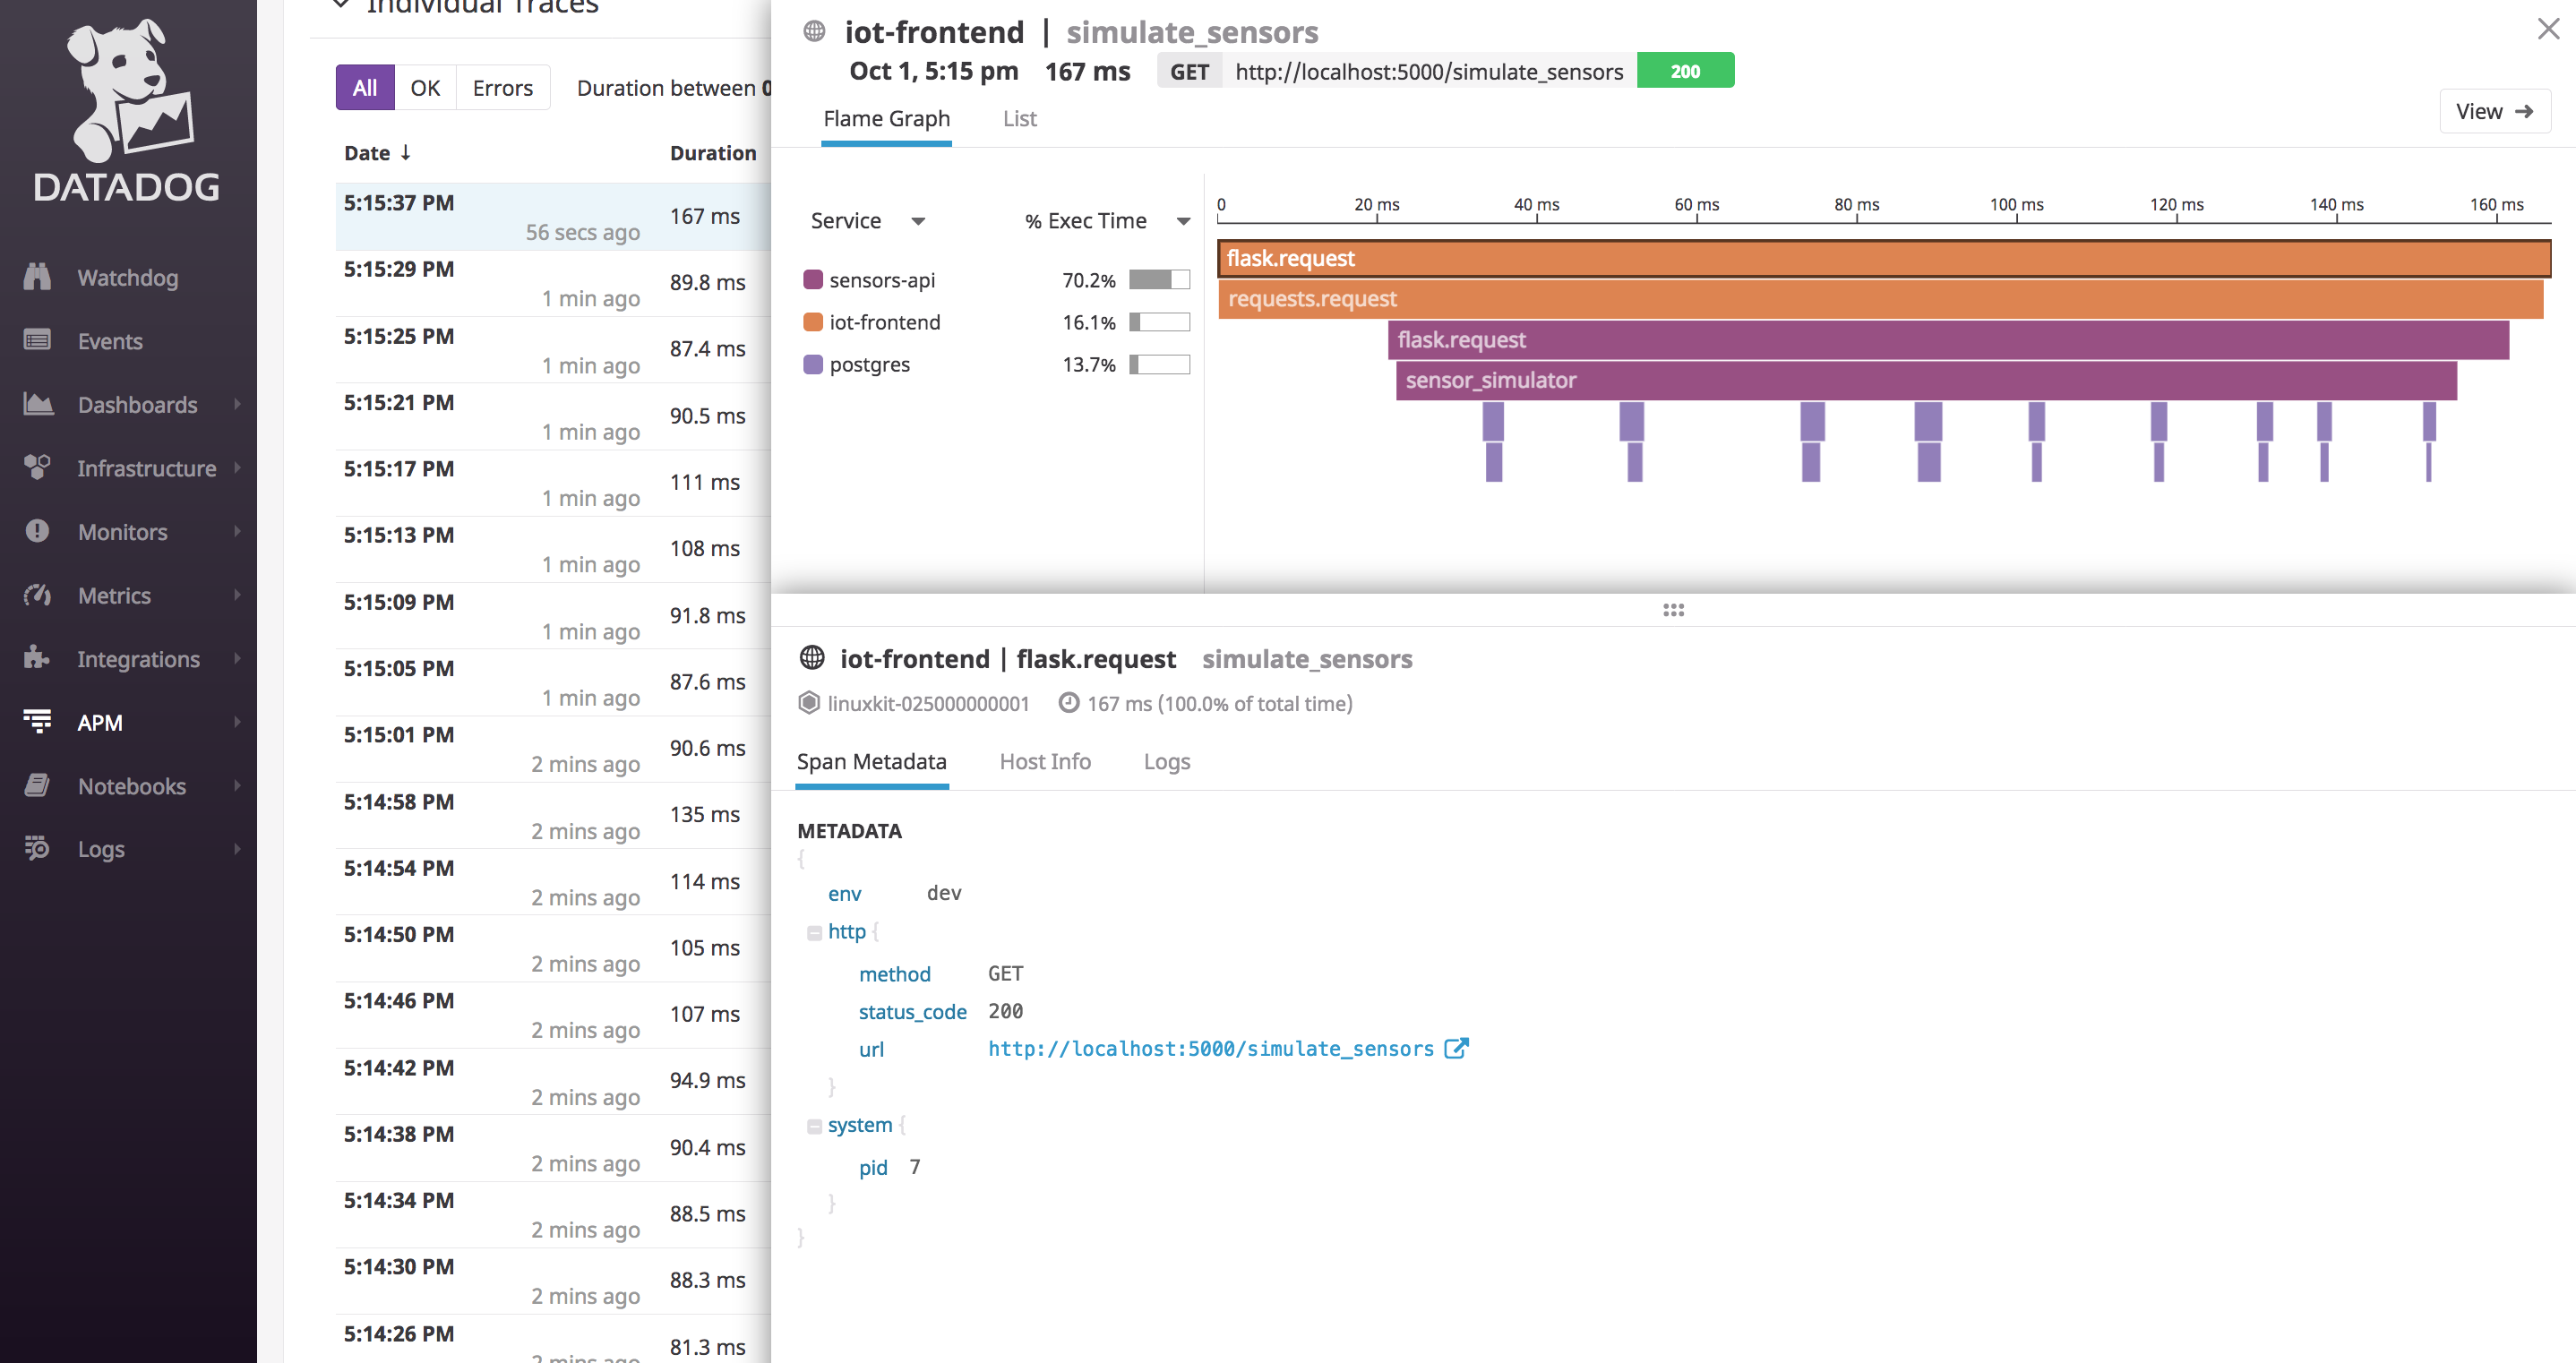 DATADOG
Watchdog
Events
Dashboards
Infrastructure
Monitors
Metrics
Integrations
APM
Notebooks
Logs
Individual Traces
All OK Errors Duration between 0
Date ↓ Duration
5:15:37 PM 56 secs ago 167 ms
5:15:29 PM 1 min ago 89.8 ms
5:15:25 PM 1 min ago 87.4 ms
5:15:21 PM 1 min ago 90.5 ms
5:15:17 PM 1 min ago 111 ms
5:15:13 PM 1 min ago 108 ms
5:15:09 PM 1 min ago 91.8 ms
5:15:05 PM 1 min ago 87.6 ms
5:15:01 PM 2 mins ago 90.6 ms
5:14:58 PM 2 mins ago 135 ms
5:14:54 PM 2 mins ago 114 ms
5:14:50 PM 2 mins ago 105 ms
5:14:46 PM 2 mins ago 107 ms
5:14:42 PM 2 mins ago 94.9 ms
5:14:38 PM 2 mins ago 90.4 ms
5:14:34 PM 2 mins ago 88.5 ms
5:14:30 PM 2 mins ago 88.3 ms
5:14:26 PM 2 mins ago 81.3 ms
iot-frontend | simulate_sensors
Oct 1, 5:15 pm 167 ms GET http://localhost:5000/simulate_sensors 200
Flame Graph List
View →
Service % Exec Time
sensors-api 70.2%
iot-frontend 16.1%
postgres 13.7%
0 20 ms 40 ms 60 ms 80 ms 100 ms 120 ms 140 ms 160 ms
flask.request
requests.request
flask.request
sensor_simulator
iot-frontend | flask.request simulate_sensors
linuxkit-025000000001 167 ms (100.0% of total time)
Span Metadata Host Info Logs
METADATA
{
env dev
http {
method GET
status_code 200
url http://localhost:5000/simulate_sensors
}
system {
pid 7
}
}